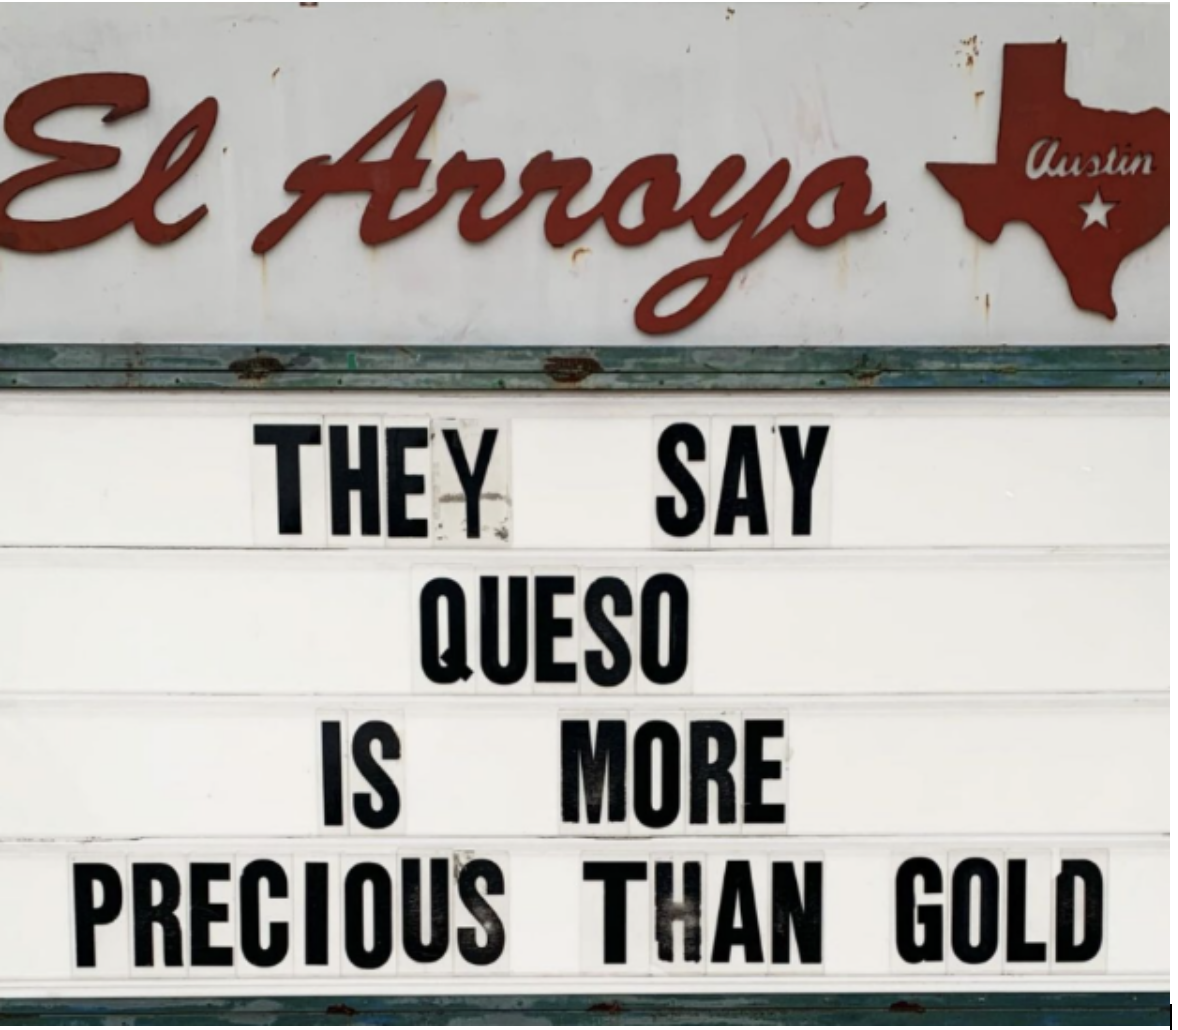 El Arroyo
Austin
THEY SAY
QUESO
IS MORE
PRECIOUS THAN GOLD